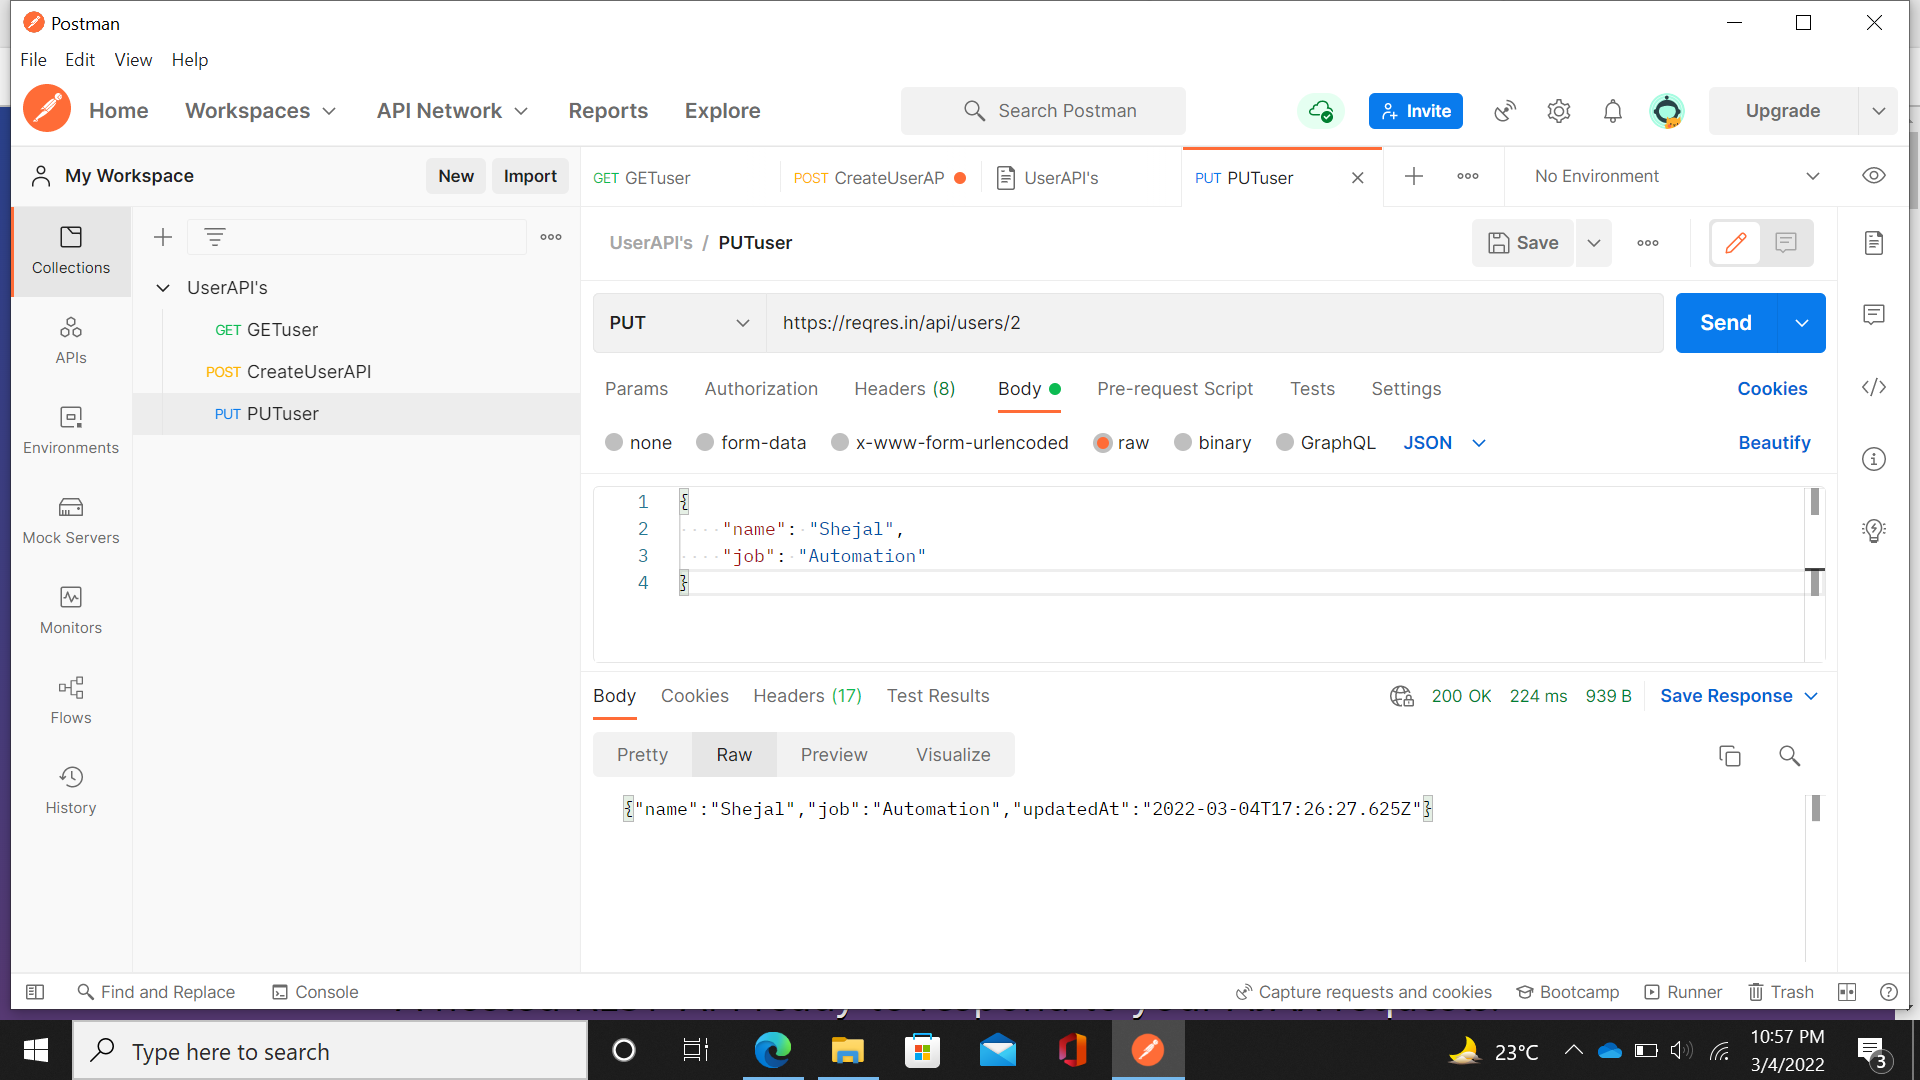 Postman
File Edit View Help
Home Workspaces API Network Reports Explore Search Postman Invite Upgrade
My Workspace New Import GET GETuser POST CreateUserAP UserAPI's PUT PUTuser No Environment
Collections
UserAPI's / PUTuser Save
UserAPI's
GET GETuser
POST CreateUserAPI
PUT PUTuser
APIs
Environments
Mock Servers
Monitors
Flows
History
PUT https://reqres.in/api/users/2 Send
Params Authorization Headers (8) Body Pre-request Script Tests Settings Cookies
none form-data x-www-form-urlencoded raw binary GraphQL JSON Beautify
1 {
2 "name": "Shejal",
3 "job": "Automation"
4 }
Body Cookies Headers (17) Test Results 200 OK 224 ms 939 B Save Response
Pretty Raw Preview Visualize
{"name":"Shejal","job":"Automation","updatedAt":"2022-03-04T17:26:27.625Z"}
Find and Replace Console Capture requests and cookies Bootcamp Runner Trash
Type here to search 23°C 10:57 PM
3/4/2022 3